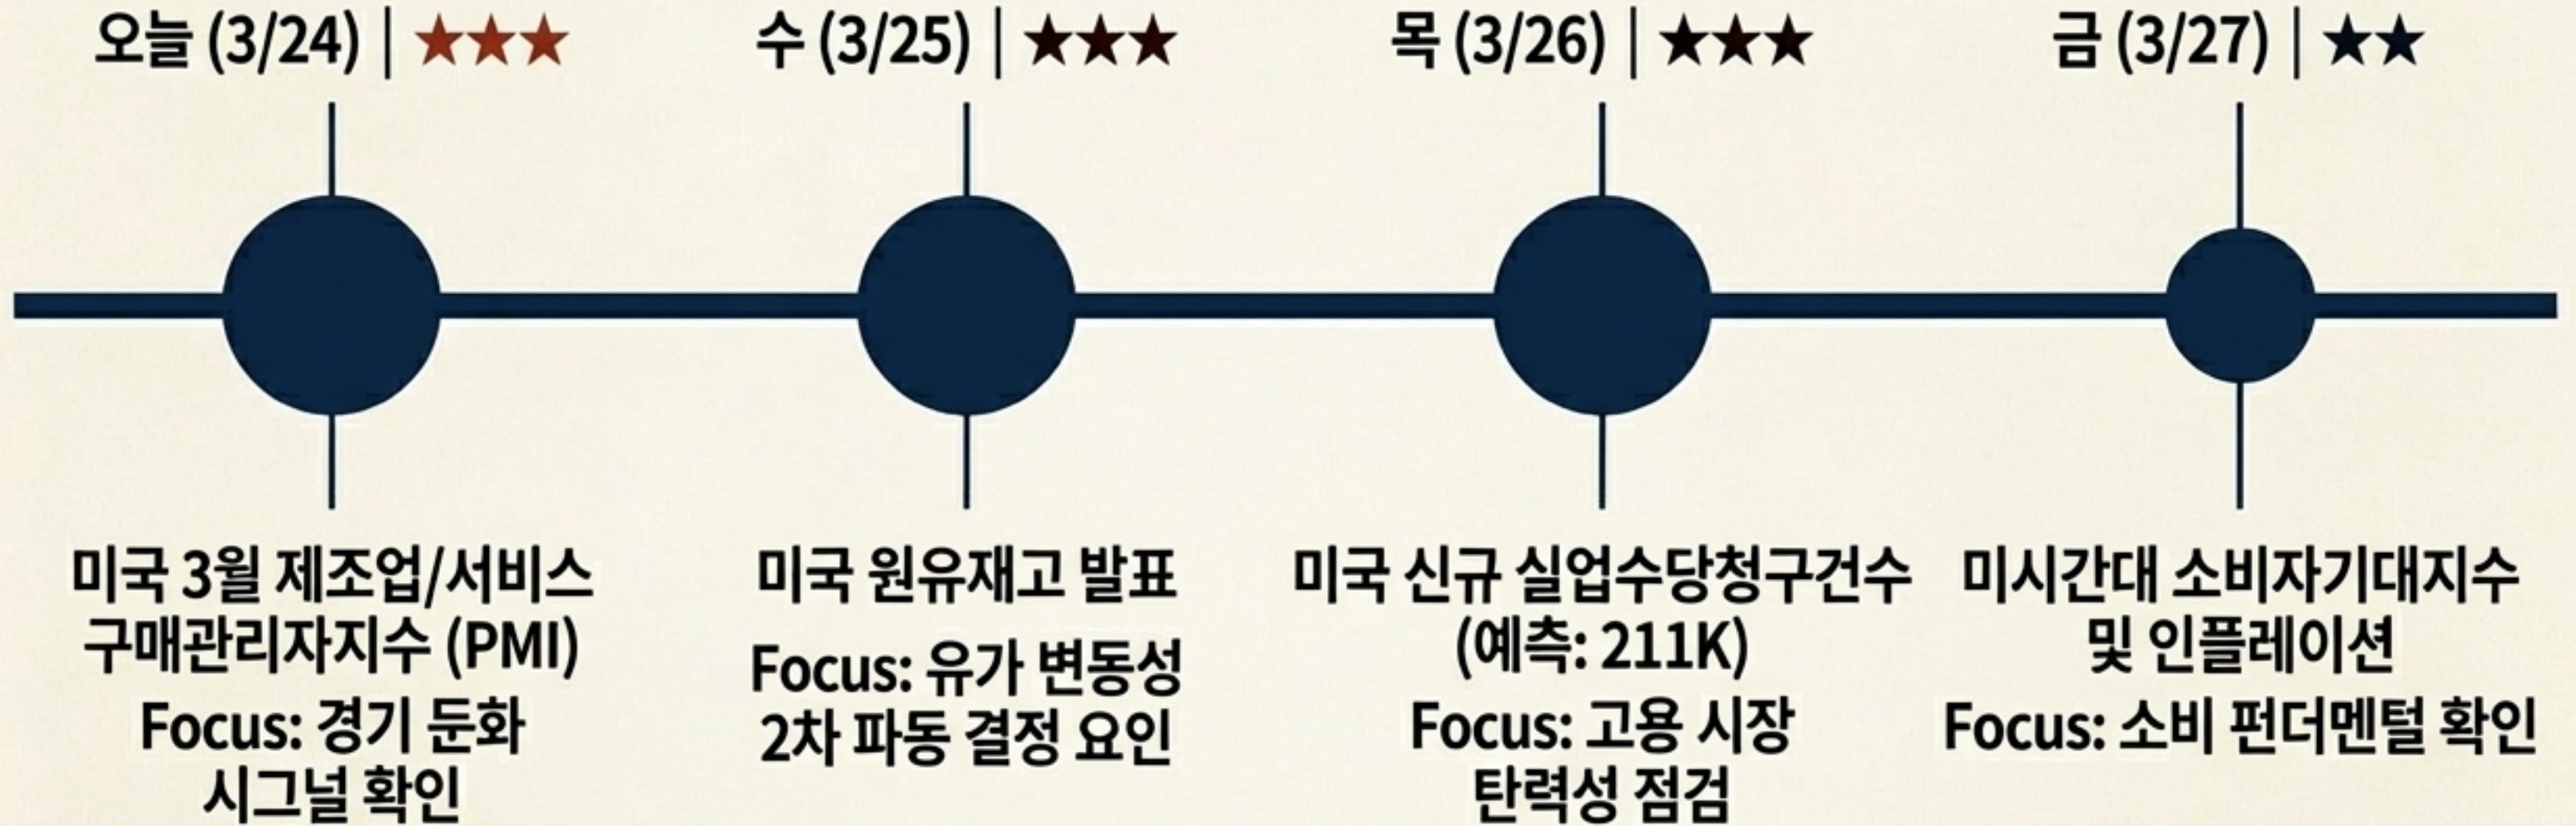 오늘 (3/24) | ★★★
수 (3/25) | ★★★
목 (3/26) | ★★★
금 (3/27) | ★★
미국 3월 제조업/서비스
구매관리자지수 (PMI)
Focus: 경기 둔화
시그널 확인
미국 원유재고 발표
Focus: 유가 변동성
2차 파동 결정 요인
미국 신규 실업수당청구건수
(예측: 211K)
Focus: 고용 시장
탄력성 점검
미시간대 소비자기대지수
및 인플레이션
Focus: 소비 펀더멘털 확인